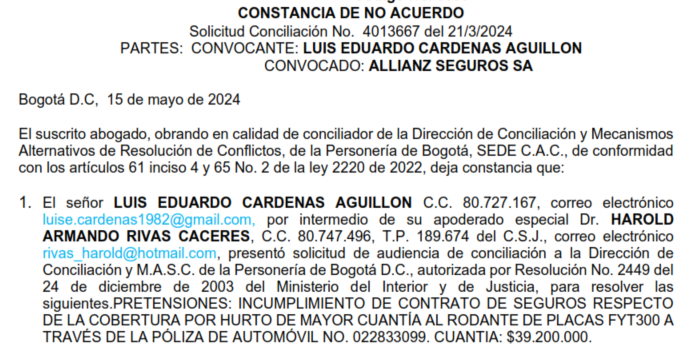 CONSTANCIA DE NO ACUERDO
Solicitud Conciliación No. 4013667 del 21/3/2024
PARTES: CONVOCANTE: LUIS EDUARDO CARDENAS AGUILLON
CONVOCADO: ALLIANZ SEGUROS SA
Bogotá D.C, 15 de mayo de 2024
El suscrito abogado, obrando en calidad de conciliador de la Dirección de Conciliación y Mecanismos
Alternativos de Resolución de Conflictos, de la Personería de Bogotá, SEDE C.A.C., de conformidad
con los artículos 61 inciso 4 y 65 No. 2 de la ley 2220 de 2022, deja constancia que:
1. El señor LUIS EDUARDO CARDENAS AGUILLON C.C. 80.727.167, correo electrónico
luise.cardenas1982@gmail.com, por intermedio de su apoderado especial Dr. HAROLD
ARMANDO RIVAS CACERES, C.C. 80.747.496, T.P. 189.674 del C.S.J., correo electrónico
rivas_harold@hotmail.com, presentó solicitud de audiencia de conciliación a la Dirección de
Conciliación y M.A.S.C. de la Personería de Bogotá D.C., autorizada por Resolución No. 2449 del
24 de diciembre de 2003 del Ministerio del Interior y de Justicia, para resolver las
siguientes.PRETENSIONES: INCUMPLIMIENTO DE CONTRATO DE SEGUROS RESPECTO
DE LA COBERTURA POR HURTO DE MAYOR CUANTÍA AL RODANTE DE PLACAS FYT300 A
TRAVÉS DE LA PÓLIZA DE AUTOMÓVIL NO. 022833099. CUANTIA: $39.200.000.